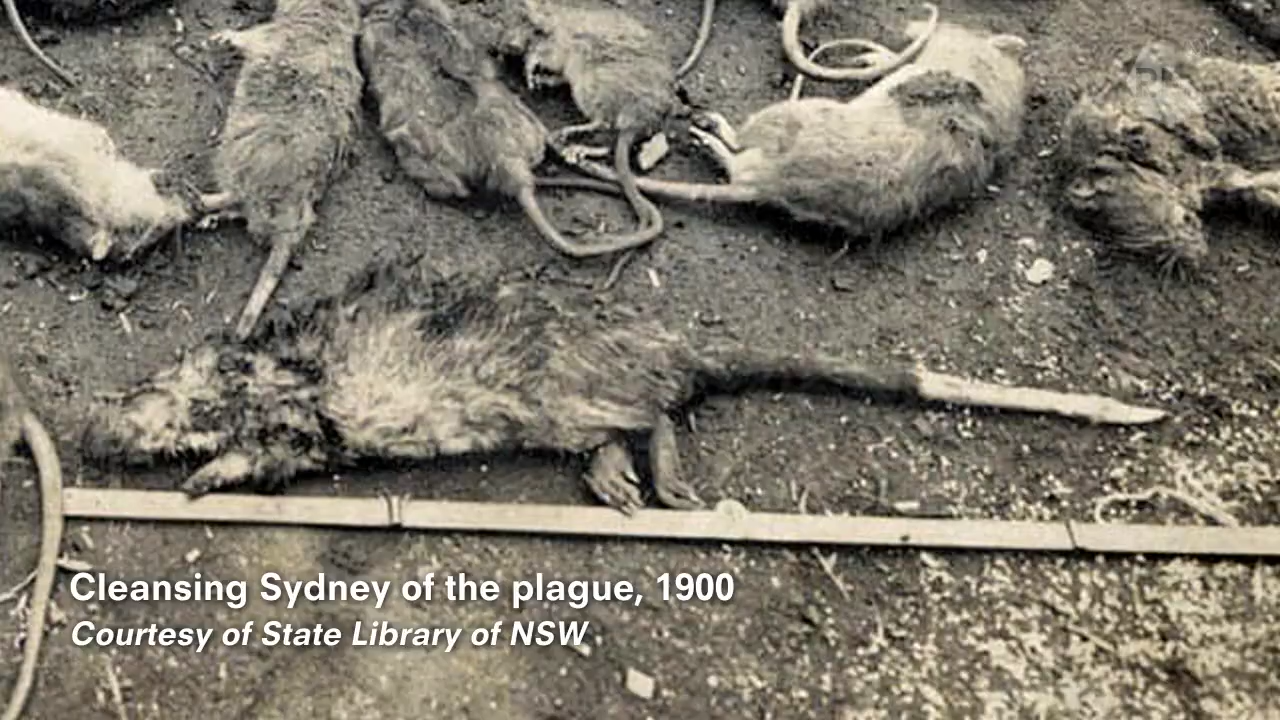 Cleansing Sydney of the plague, 1900
Courtesy of State Library of NSW